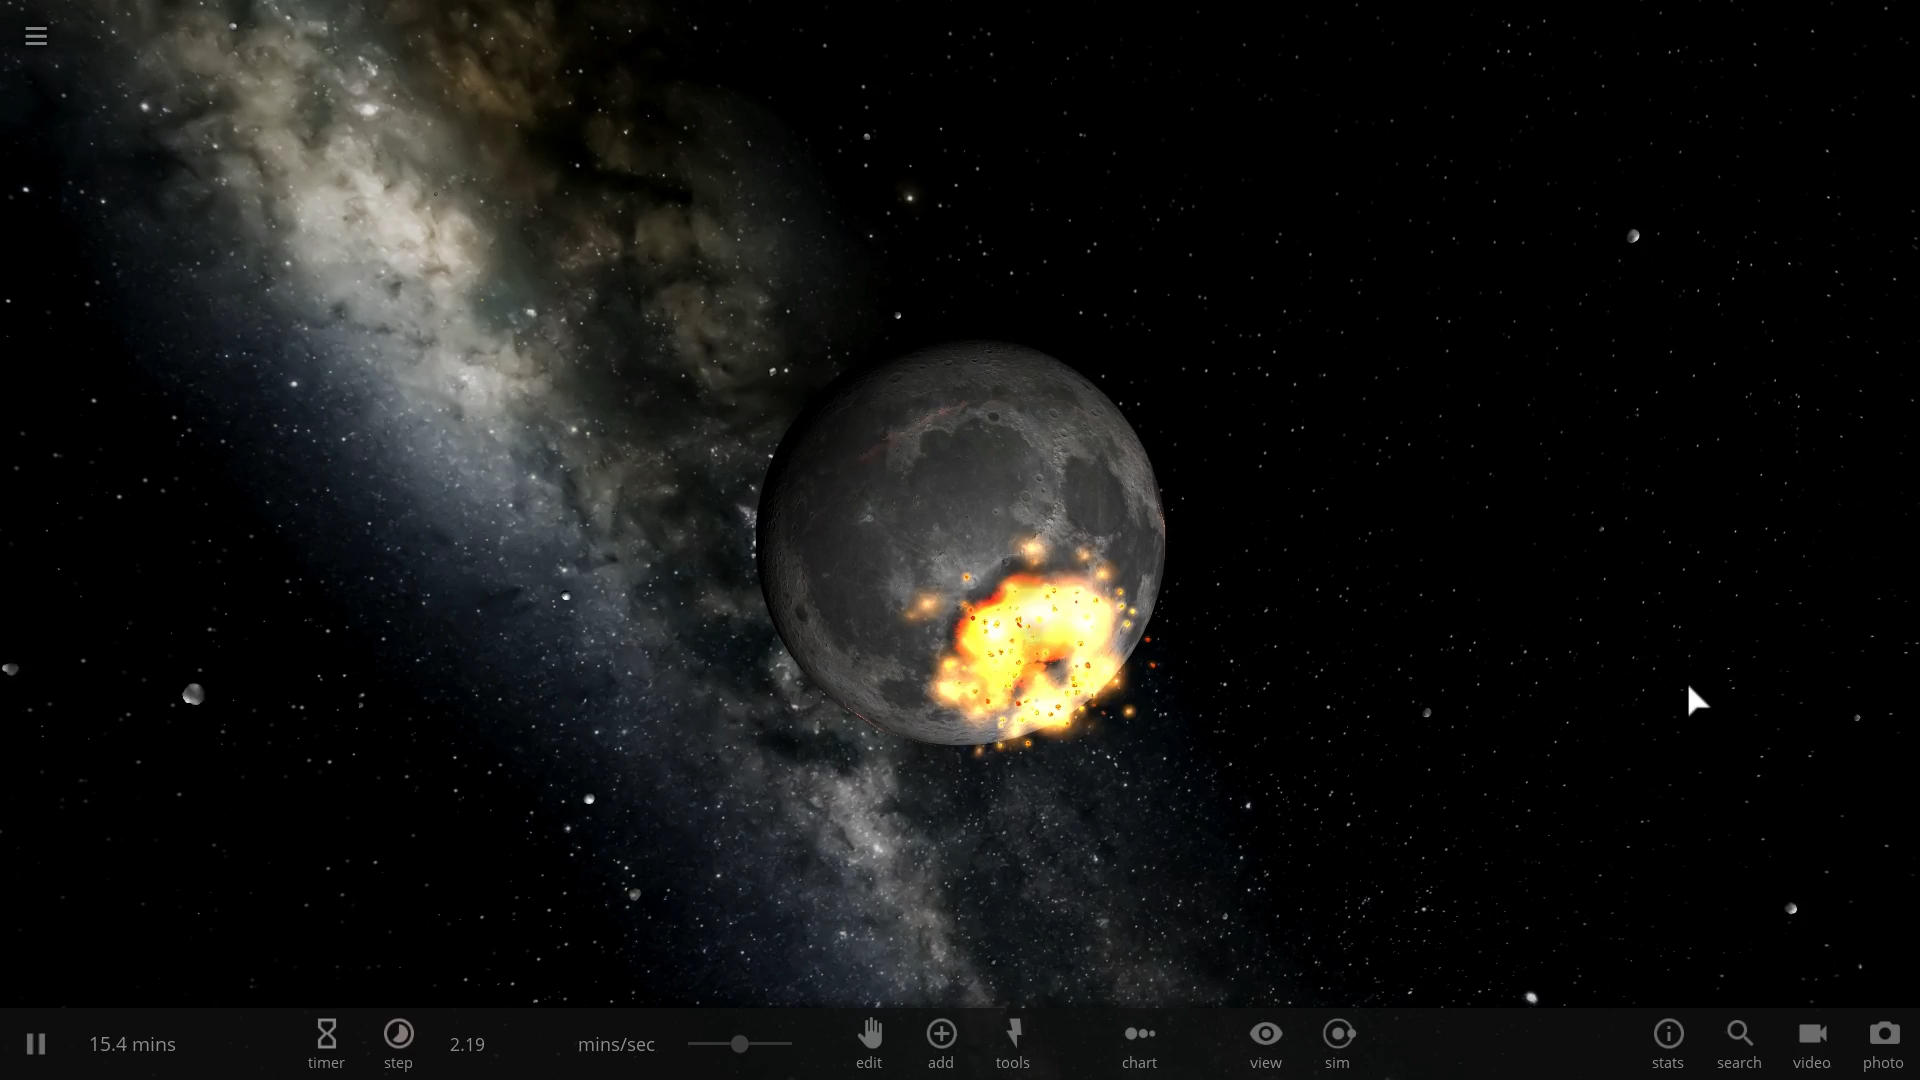 15.4 mins
timer
step
2.19
mins/sec
edit
add
tools
chart
view
sim
stats
search
video
photo